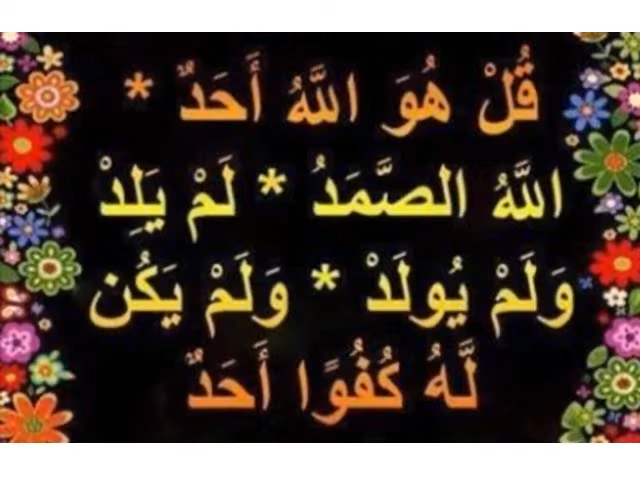 قُلْ هُوَ اللَّهُ أَحَدٌ *
اللَّهُ الصَّمَدُ * لَمْ يَلِدْ
وَلَمْ يُولَدْ * وَلَمْ يَكُن
لَّهُ كُفُوًا أَحَدٌ